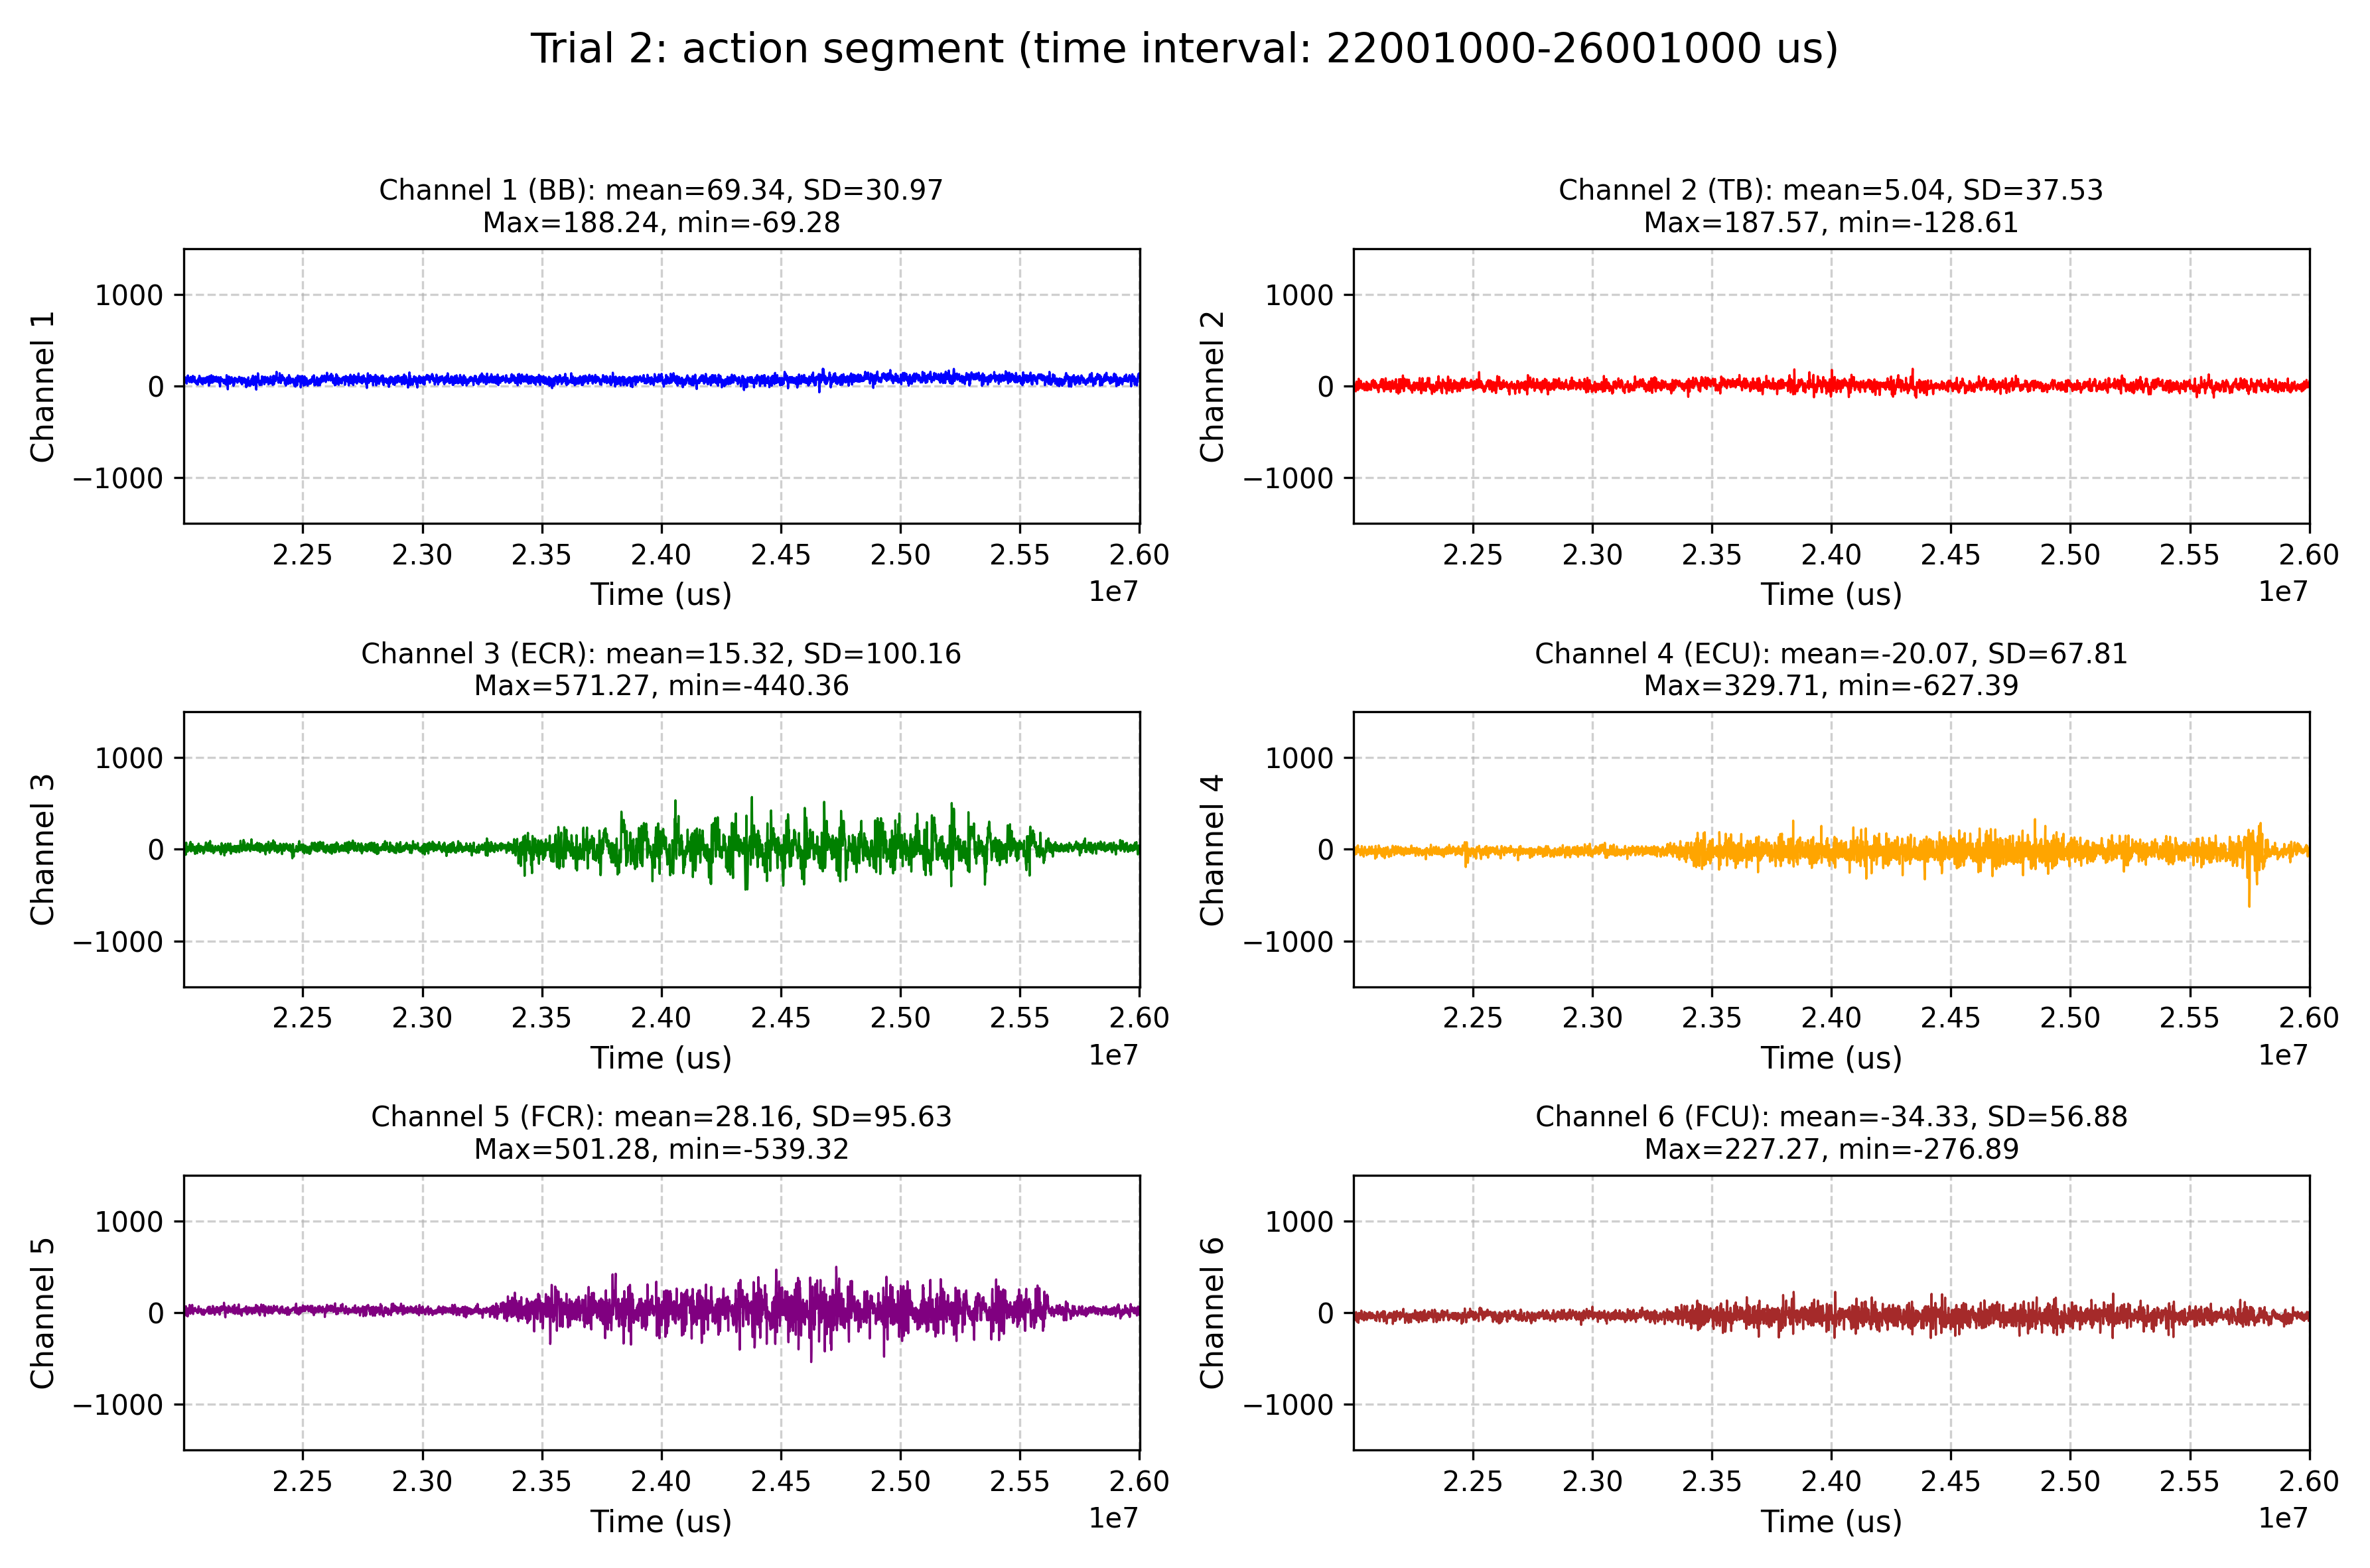 Trial 2: action segment (time interval: 22001000-26001000 us)
Channel 1 (BB): mean=69.34, SD=30.97
Max=188.24, min=-69.28
Channel 1
1000
0
−1000
2.25 2.30 2.35 2.40 2.45 2.50 2.55 2.60
Time (us)
1e7
Channel 2 (TB): mean=5.04, SD=37.53
Max=187.57, min=-128.61
Channel 2
1000
0
−1000
2.25 2.30 2.35 2.40 2.45 2.50 2.55 2.60
Time (us)
1e7
Channel 3 (ECR): mean=15.32, SD=100.16
Max=571.27, min=-440.36
Channel 3
1000
0
−1000
2.25 2.30 2.35 2.40 2.45 2.50 2.55 2.60
Time (us)
1e7
Channel 4 (ECU): mean=-20.07, SD=67.81
Max=329.71, min=-627.39
Channel 4
1000
0
−1000
2.25 2.30 2.35 2.40 2.45 2.50 2.55 2.60
Time (us)
1e7
Channel 5 (FCR): mean=28.16, SD=95.63
Max=501.28, min=-539.32
Channel 5
1000
0
−1000
2.25 2.30 2.35 2.40 2.45 2.50 2.55 2.60
Time (us)
1e7
Channel 6 (FCU): mean=-34.33, SD=56.88
Max=227.27, min=-276.89
Channel 6
1000
0
−1000
2.25 2.30 2.35 2.40 2.45 2.50 2.55 2.60
Time (us)
1e7